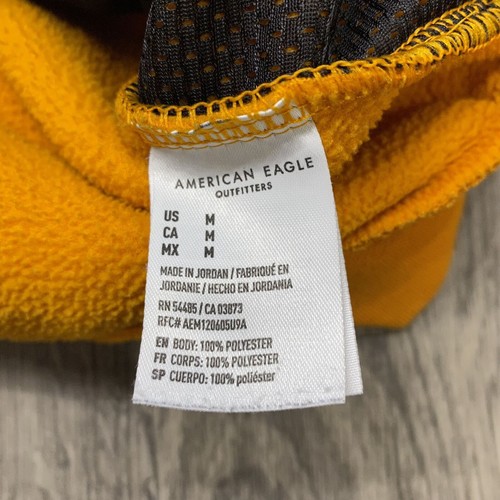 AMERICAN EAGLE
OUTFITTERS
US M
CA M
MX M
MADE IN JORDAN / FABRIQUÉ EN
JORDANIE / HECHO EN JORDANIA
RN 54485 / CA 03873
RFC# AEM120605U9A
EN BODY: 100% POLYESTER
FR CORPS: 100% POLYESTER
SP CUERPO: 100% poliéster